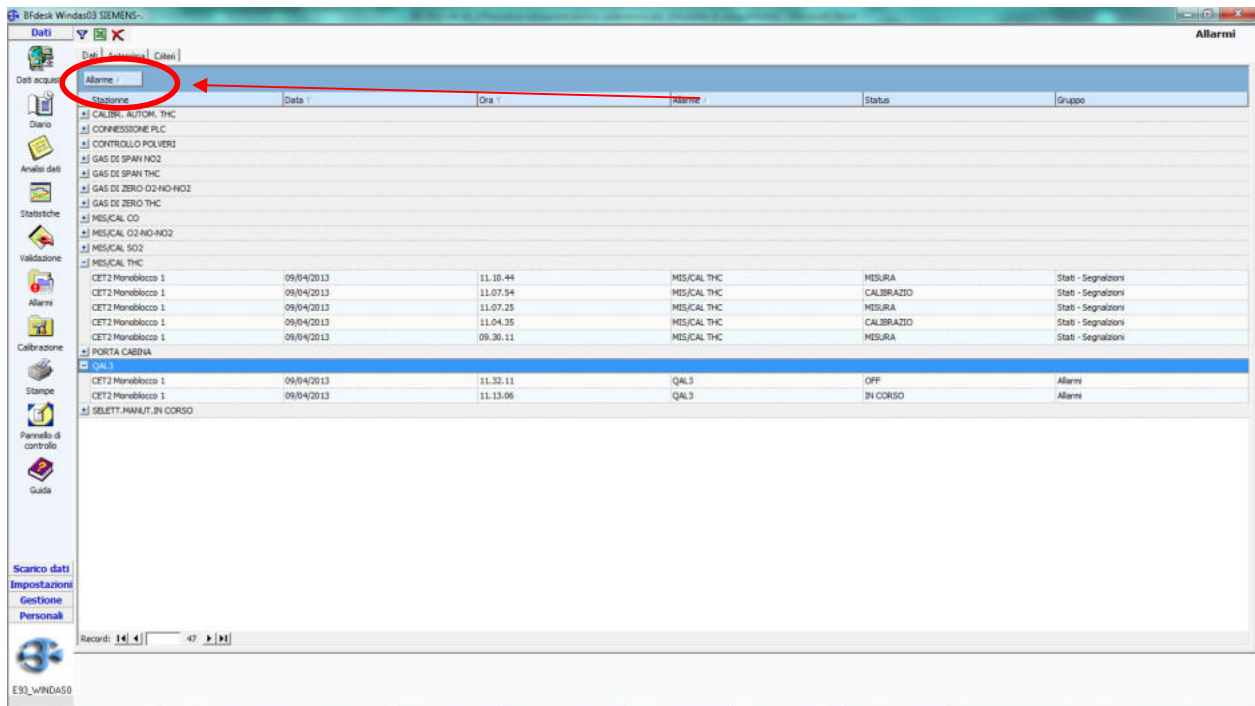 BFdesk Windas03 SIEMENS-.
Dati
Allarmi
Dati Anteprima Criteri
Dati acquisiti
Allarme
Stazionne Data Ora Allarme Status Gruppo
CALIBR. AUTOM. THC
Diario
CONNESSIONE PLC
CONTROLLO POLVERI
GAS DI SPAN NO2
Analisi dati
GAS DI SPAN THC
GAS DI ZERO O2-NO-NO2
GAS DI ZERO THC
Statistiche
MIS/CAL CO
MIS/CAL O2-NO-NO2
MIS/CAL SO2
Validazione
MIS/CAL THC
CET2 Monoblocco 1 09/04/2013 11.10.44 MIS/CAL THC MISURA Stati - Segnalzioni
CET2 Monoblocco 1 09/04/2013 11.07.54 MIS/CAL THC CALIBRAZIO Stati - Segnalzioni
Allarmi
CET2 Monoblocco 1 09/04/2013 11.07.25 MIS/CAL THC MISURA Stati - Segnalzioni
CET2 Monoblocco 1 09/04/2013 11.04.35 MIS/CAL THC CALIBRAZIO Stati - Segnalzioni
CET2 Monoblocco 1 09/04/2013 09.30.11 MIS/CAL THC MISURA Stati - Segnalzioni
Calibrazione
PORTA CABINA
QAL3
CET2 Monoblocco 1 09/04/2013 11.32.11 QAL3 OFF Allarmi
Stampe
CET2 Monoblocco 1 09/04/2013 11.13.06 QAL3 IN CORSO Allarmi
SELETT.MANUT.IN CORSO
Pannello di
controllo
Guida
Scarico dati
Impostazioni
Gestione
Personali
Record: 47
E93_WINDAS0